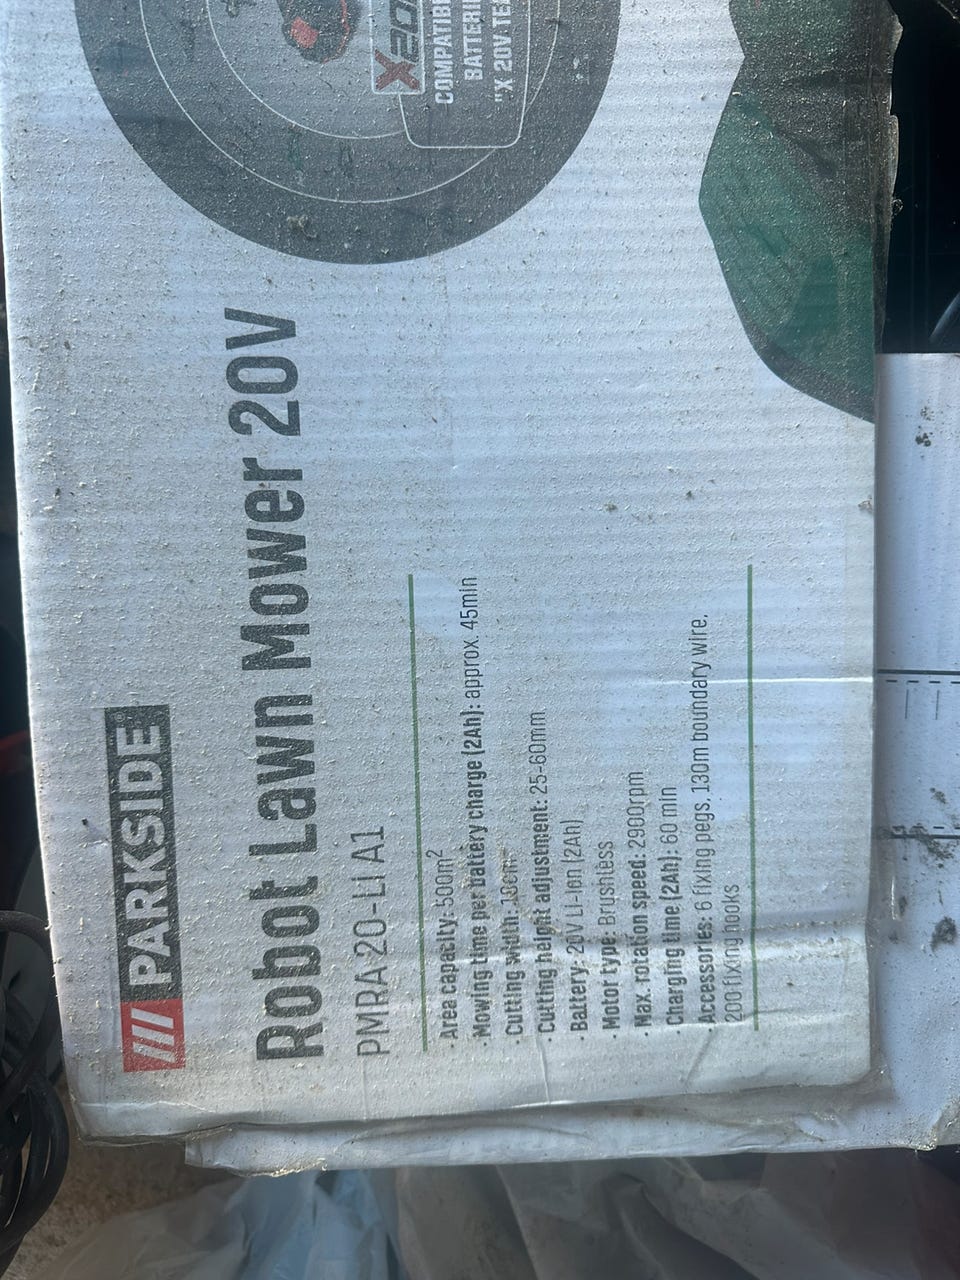 X20V
COMPATIBLE
BATTERI
"X 20V TEA
/// PARKSIDE®
Robot Lawn Mower 20V
PMRA 20-Li A1
· Area capacity: 500m²
· Mowing time per battery charge (2Ah): approx. 45min
· Cutting width: 18cm
· Cutting height adjustment: 25-60mm
· Battery: 20V Li-Ion (2Ah)
· Motor type: Brushless
· Max. rotation speed: 2900rpm
· Charging time (2Ah): 60 min
· Accessories: 6 fixing pegs, 130m boundary wire,
200 fixing hooks